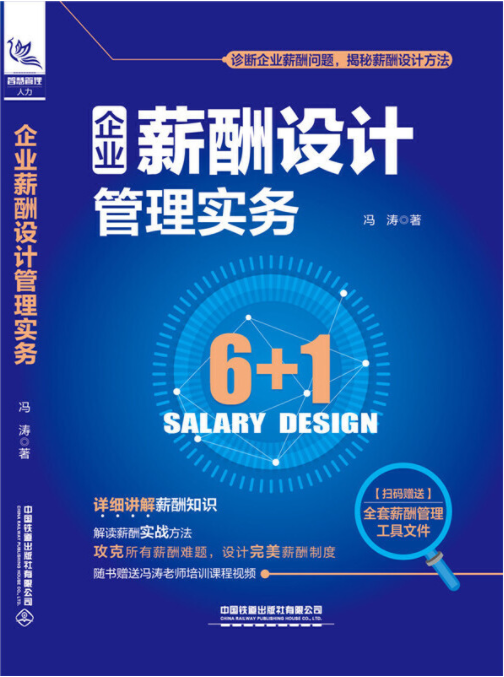 智慧管理
人力
企业薪酬设计管理实务
冯 涛◎著
中国铁道出版社有限公司
CHINA RAILWAY PUBLISHING HOUSE CO., LTD.
诊断企业薪酬问题，揭秘薪酬设计方法
企业 薪酬设计
管理实务
冯 涛◎著
6+1
SALARY DESIGN
详细讲解薪酬知识
解读薪酬实战方法
攻克所有薪酬难题，设计完美薪酬制度
随书赠送冯涛老师培训课程视频
【扫码赠送】
全套薪酬管理
工具文件
中国铁道出版社有限公司
CHINA RAILWAY PUBLISHING HOUSE CO., LTD.